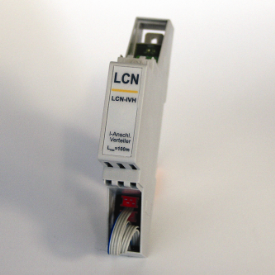 LCN
LCN-IVH
I-Anschl.
Verteiler